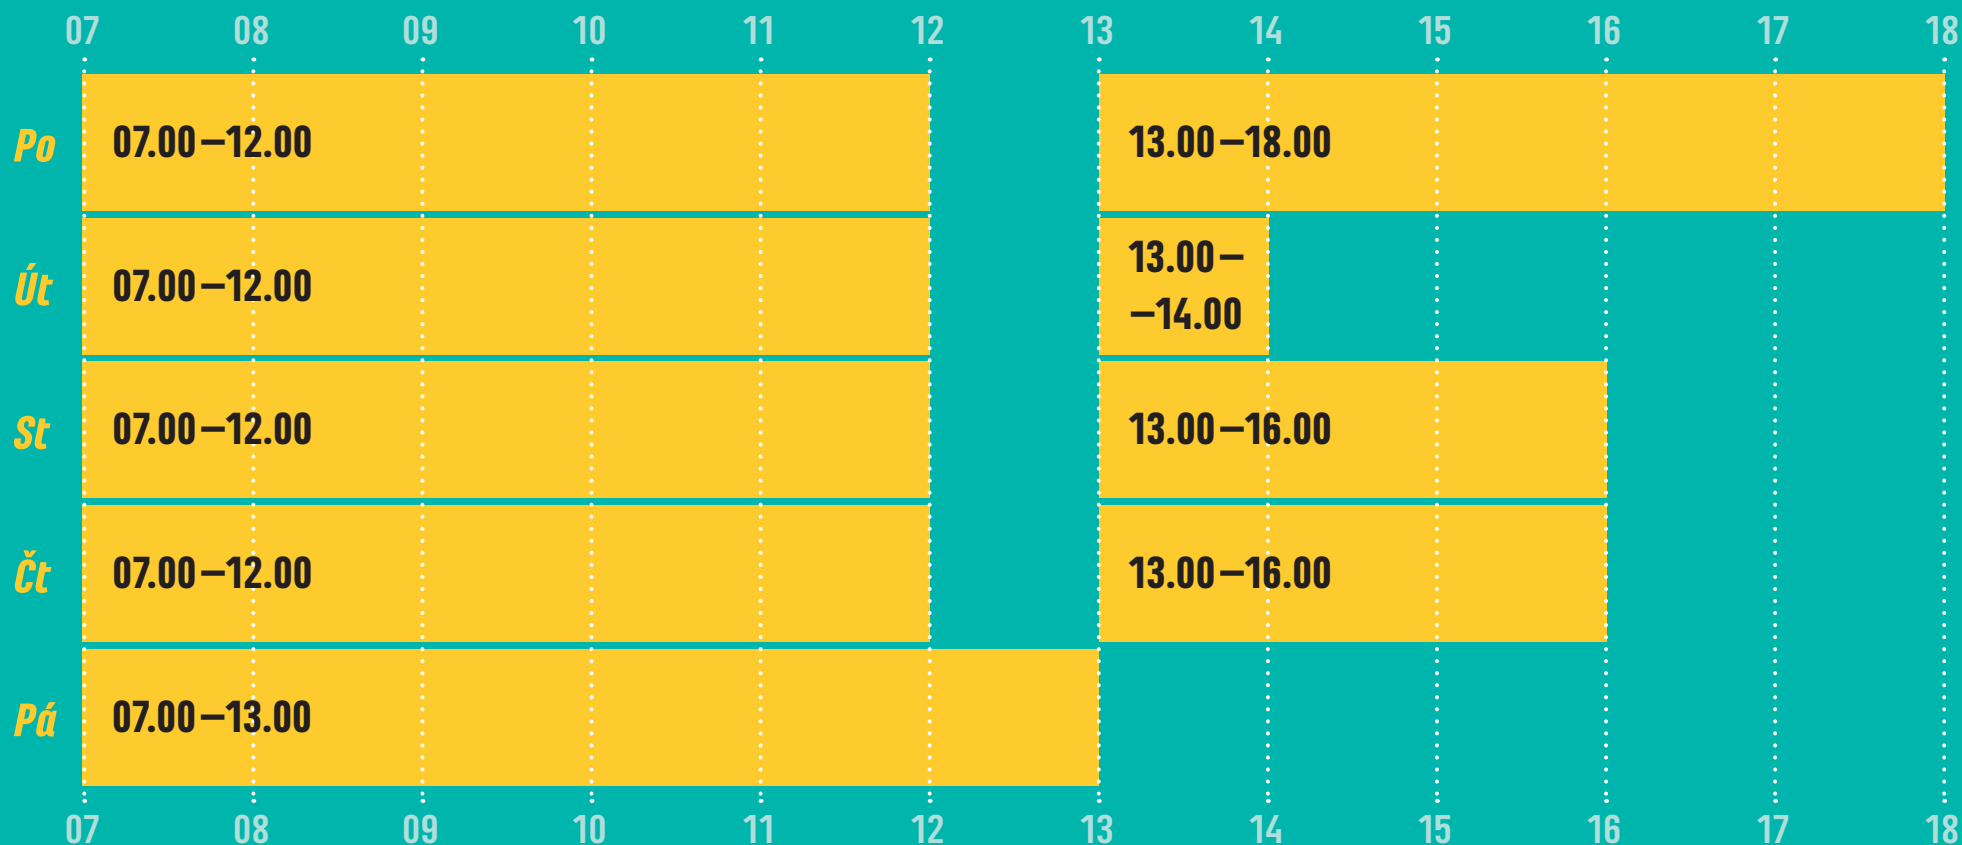 07 08 09 10 11 12 13 14 15 16 17 18
Po 07.00–12.00 13.00–18.00
Út 07.00–12.00 13.00–
–14.00
St 07.00–12.00 13.00–16.00
Čt 07.00–12.00 13.00–16.00
Pá 07.00–13.00
07 08 09 10 11 12 13 14 15 16 17 18